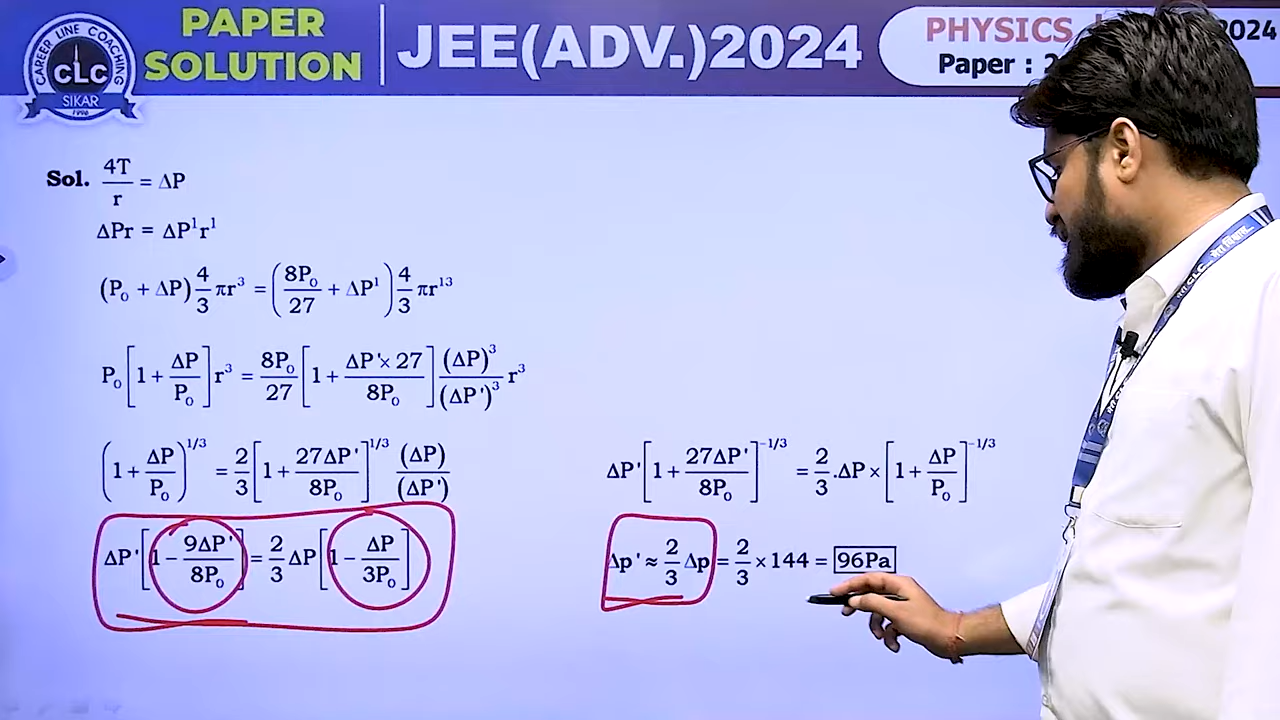 CAREER LINE COACHING
CLC
SIKAR
1996
PAPER
SOLUTION
JEE(ADV.)2024
PHYSICS
2024
Paper : 2
Sol. 4T/r = ΔP
ΔPr = ΔP¹r¹
(P₀ + ΔP) 4/3 πr³ = (8P₀/27 + ΔP¹) 4/3 πr¹³
P₀[1 + ΔP/P₀]r³ = 8P₀/27 [1 + ΔP'×27/8P₀] (ΔP)³/(ΔP')³ r³
(1 + ΔP/P₀)^1/3 = 2/3 [1 + 27ΔP'/8P₀]^1/3 (ΔP)/(ΔP')
ΔP'[1 − 9ΔP'/8P₀] = 2/3 ΔP[1 − ΔP/3P₀]
ΔP'[1 + 27ΔP'/8P₀]^−1/3 = 2/3 .ΔP × [1 + ΔP/P₀]^−1/3
Δp' ≈ 2/3 Δp = 2/3 × 144 = 96Pa
CLC